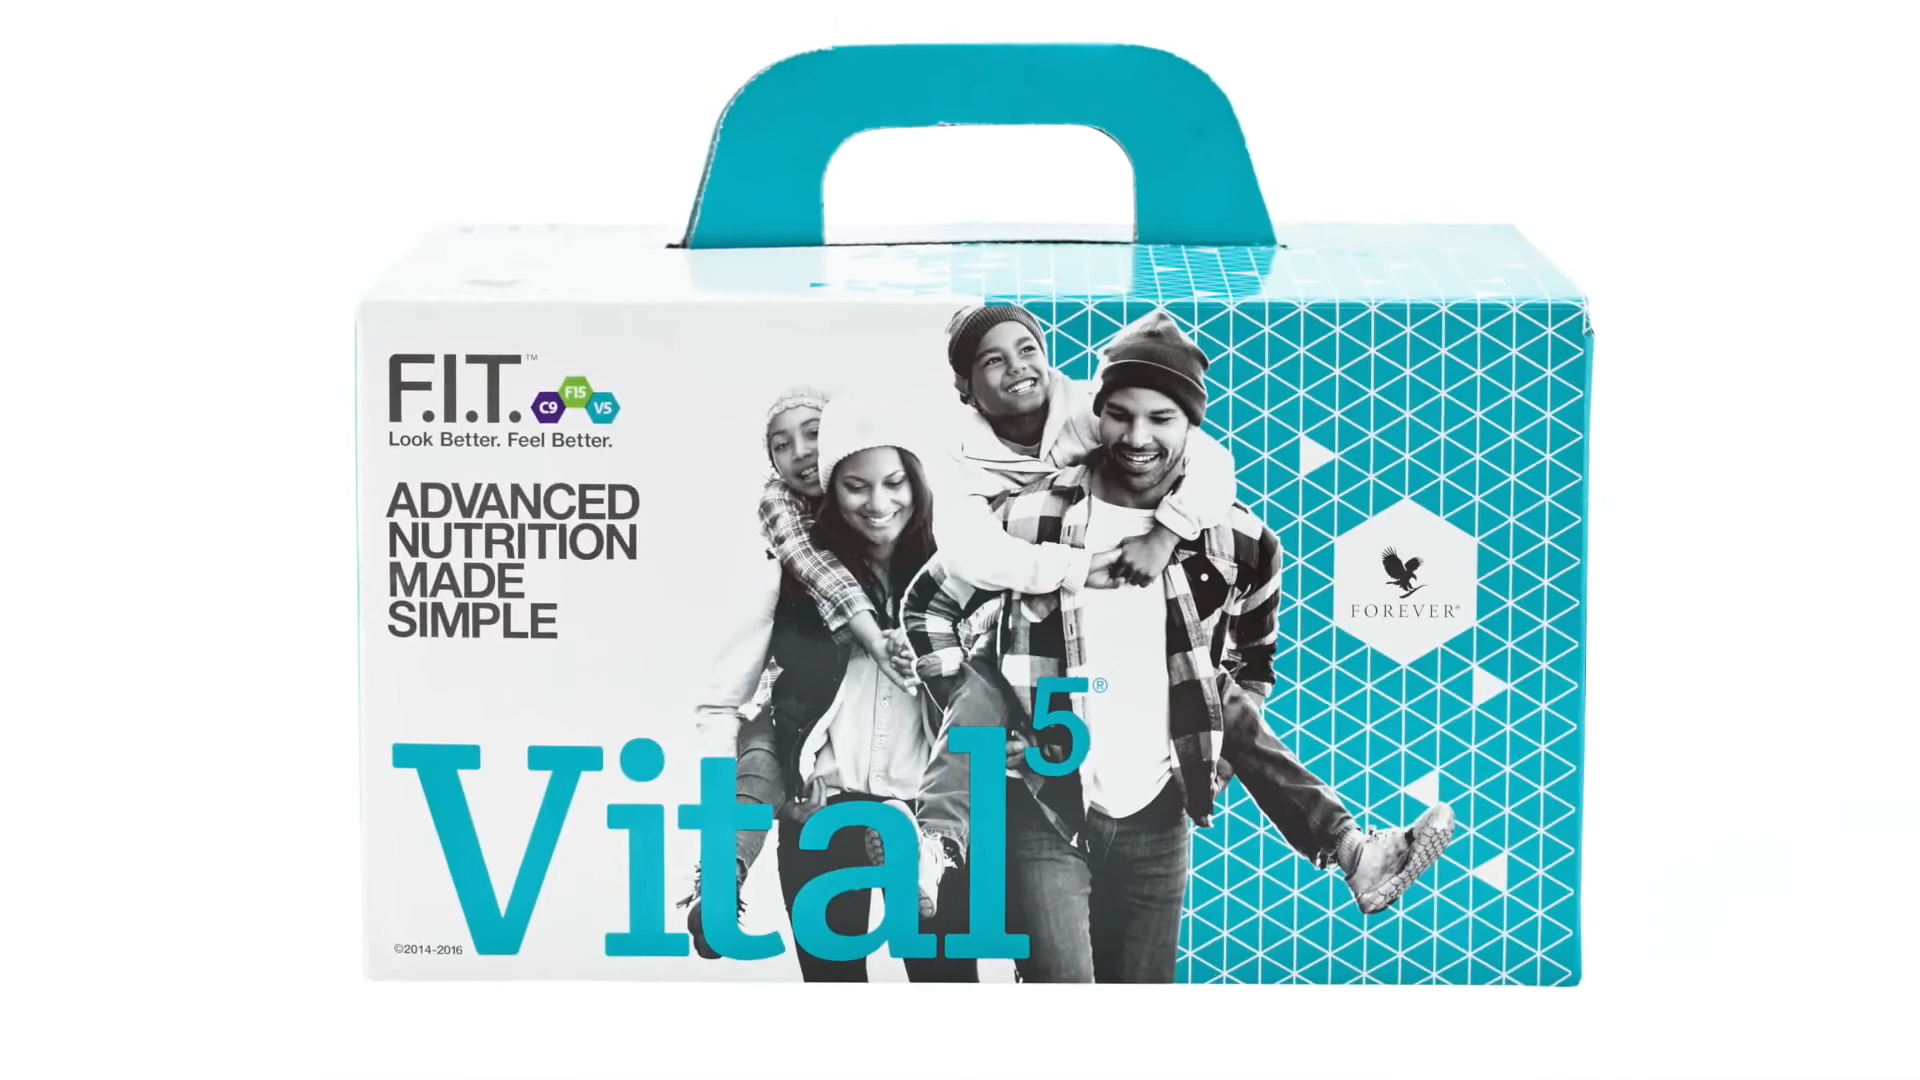 F.I.T.™
C9 F15 V5
Look Better. Feel Better.
ADVANCED
NUTRITION
MADE
SIMPLE
FOREVER®
Vital5®
©2014-2016